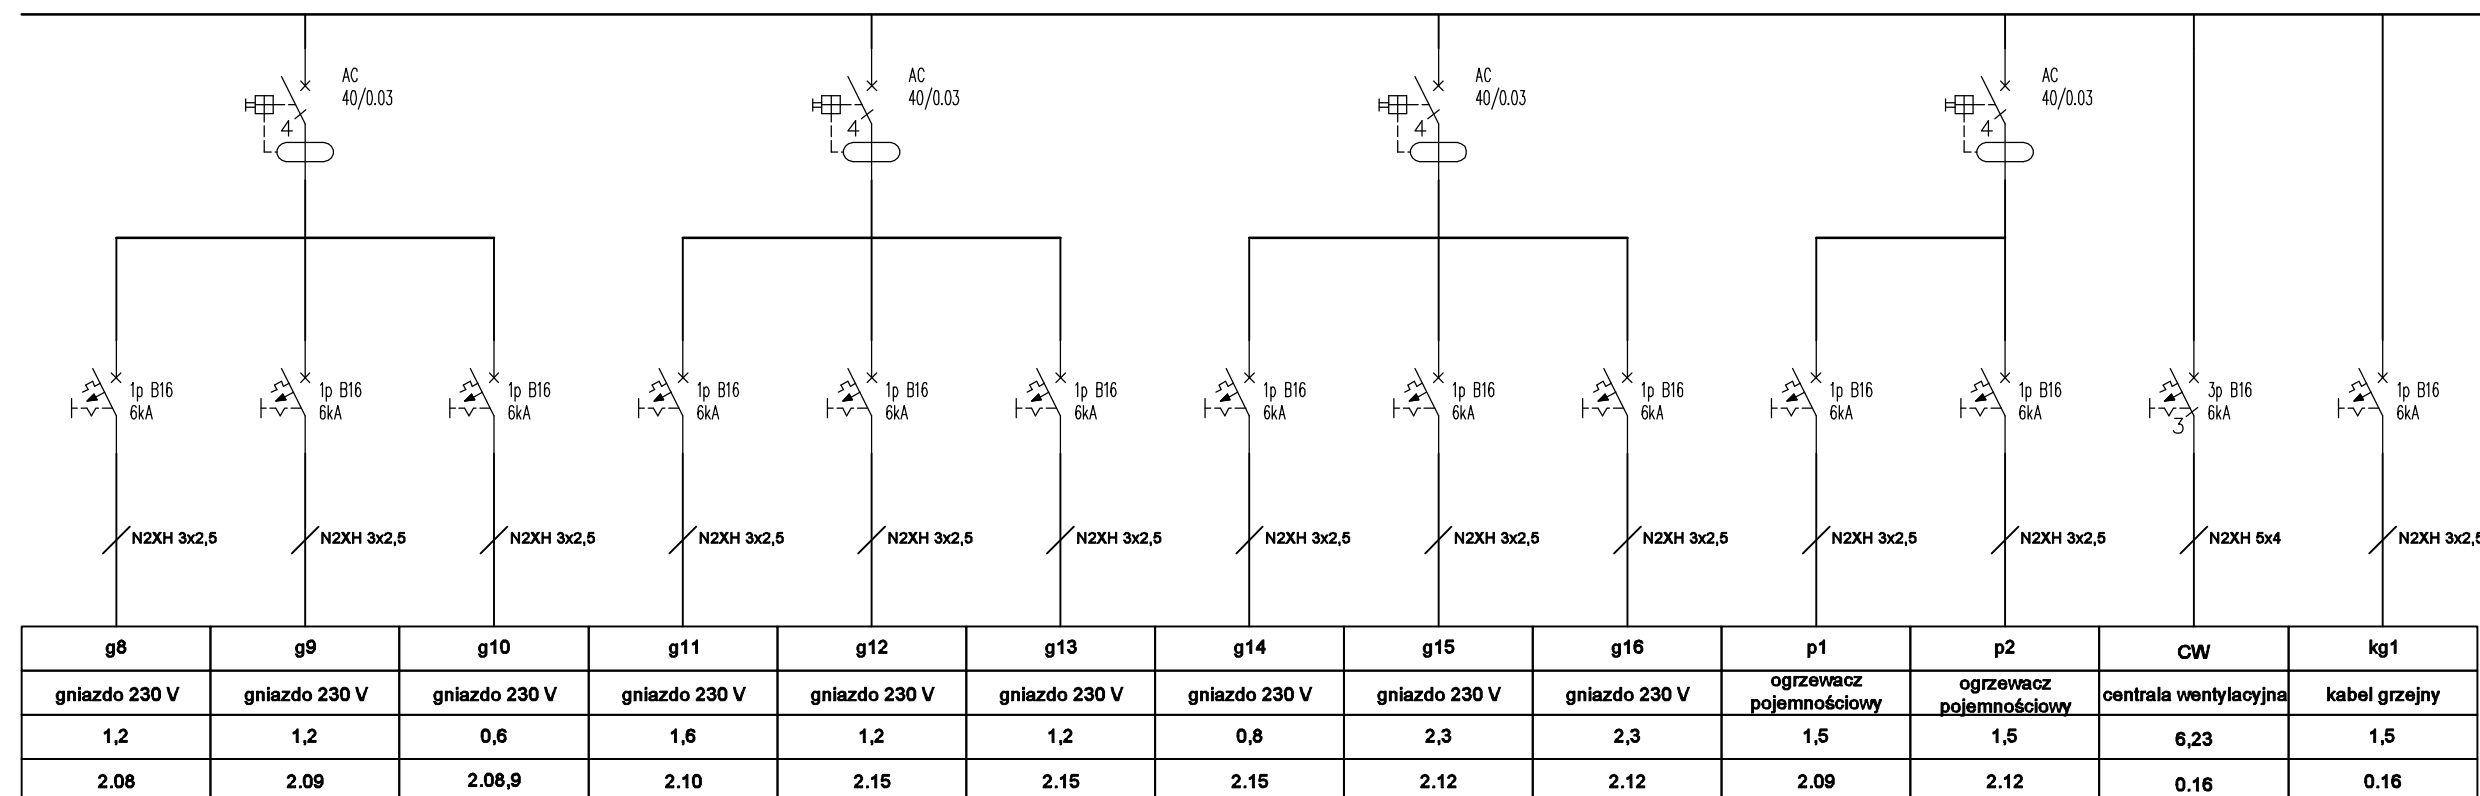 AC
40/0.03
AC
40/0.03
AC
40/0.03
AC
40/0.03
4
4
4
4
1p B16
6kA
1p B16
6kA
1p B16
6kA
1p B16
6kA
1p B16
6kA
1p B16
6kA
1p B16
6kA
1p B16
6kA
1p B16
6kA
1p B16
6kA
1p B16
6kA
3p B16
6kA
3
1p B16
6kA
N2XH 3x2,5
N2XH 3x2,5
N2XH 3x2,5
N2XH 3x2,5
N2XH 3x2,5
N2XH 3x2,5
N2XH 3x2,5
N2XH 3x2,5
N2XH 3x2,5
N2XH 3x2,5
N2XH 3x2,5
N2XH 5x4
N2XH 3x2,5
g8 g9 g10 g11 g12 g13 g14 g15 g16 p1 p2 CW kg1
gniazdo 230 V gniazdo 230 V gniazdo 230 V gniazdo 230 V gniazdo 230 V gniazdo 230 V gniazdo 230 V gniazdo 230 V gniazdo 230 V ogrzewacz pojemnościowy ogrzewacz pojemnościowy centrala wentylacyjna kabel grzejny
1,2 1,2 0,6 1,6 1,2 1,2 0,8 2,3 2,3 1,5 1,5 6,23 1,5
2.08 2.09 2.08,9 2.10 2.15 2.15 2.15 2.12 2.12 2.09 2.12 0.16 0.16